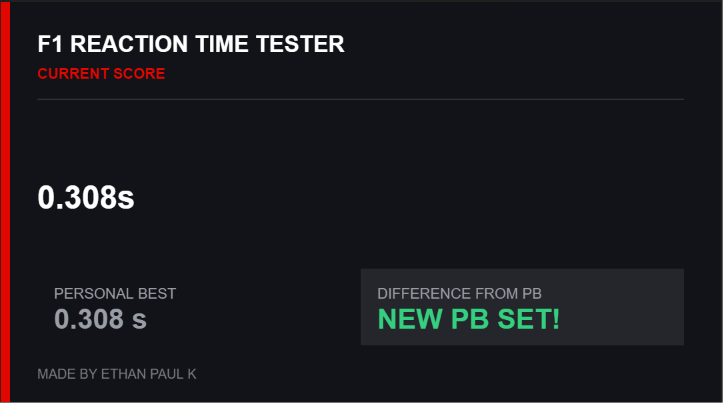 F1 REACTION TIME TESTER
CURRENT SCORE
0.308s
PERSONAL BEST
0.308 s
DIFFERENCE FROM PB
NEW PB SET!
MADE BY ETHAN PAUL K